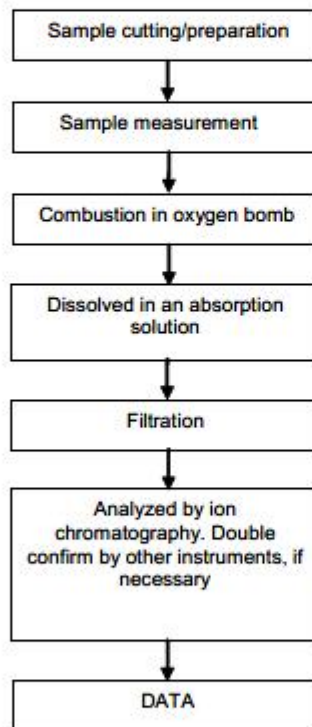 Sample cutting/preparation
Sample measurement
Combustion in oxygen bomb
Dissolved in an absorption
solution
Filtration
Analyzed by ion
chromatography. Double
confirm by other instruments, if
necessary
DATA